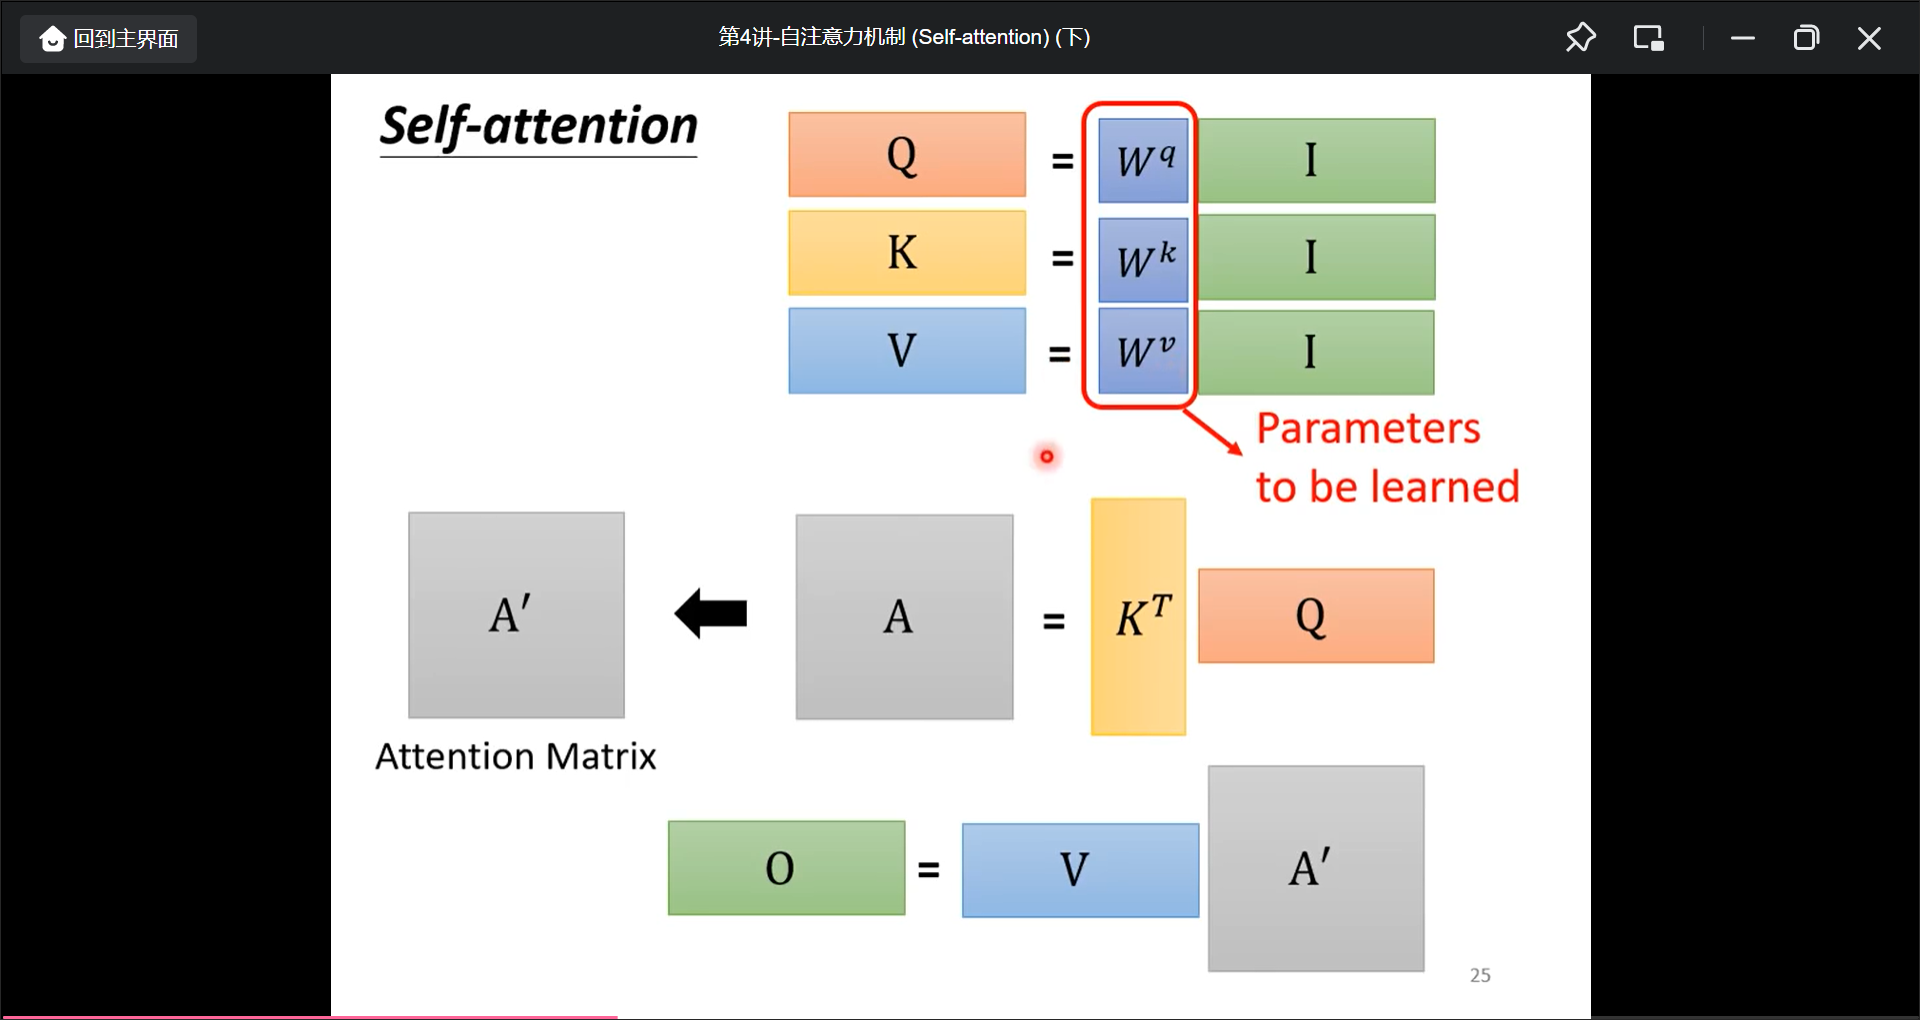 回到主界面
第4讲-自注意力机制 (Self-attention) (下)
Self-attention
Q = W^q I
K = W^k I
V = W^v I
Parameters
to be learned
A′ A = K^T Q
Attention Matrix
O = V A′
25